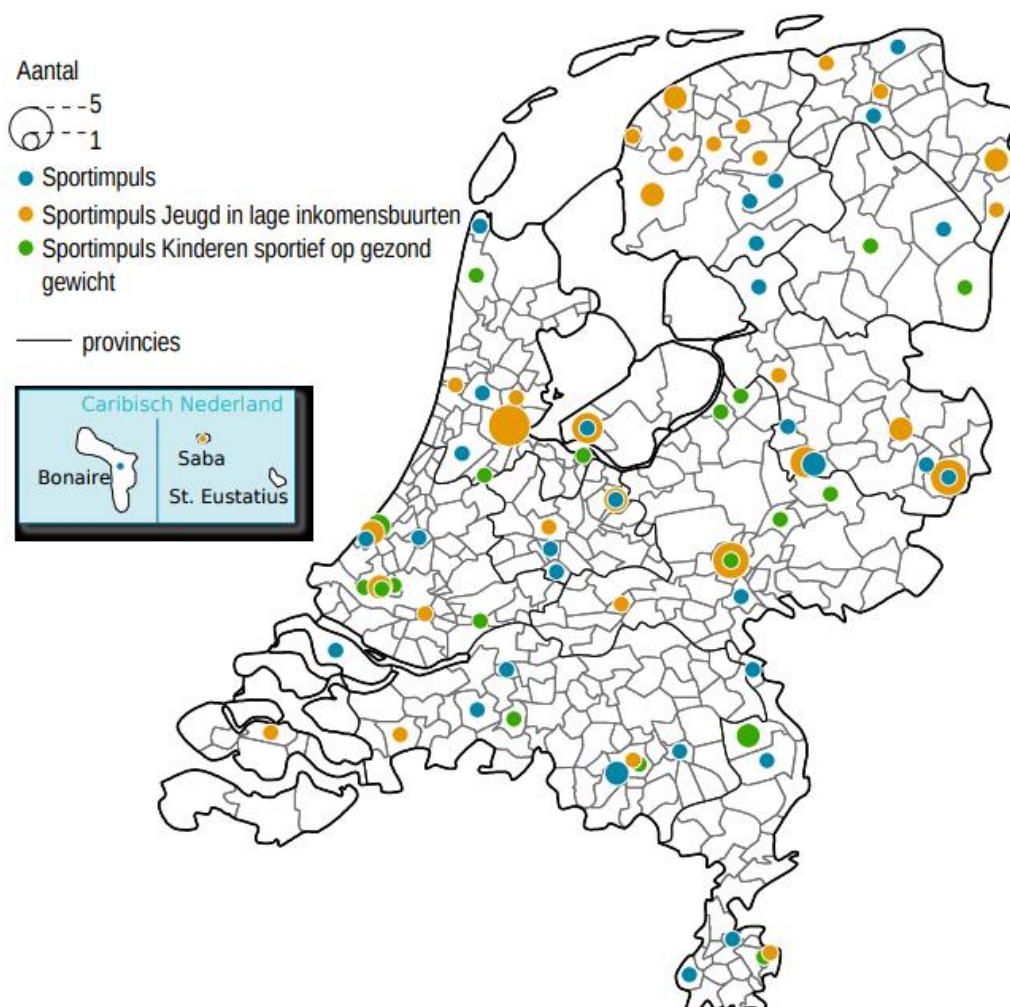 Aantal
5
1
Sportimpuls
Sportimpuls Jeugd in lage inkomensbuurten
Sportimpuls Kinderen sportief op gezond
gewicht
provincies
Caribisch Nederland
Bonaire
Saba
St. Eustatius